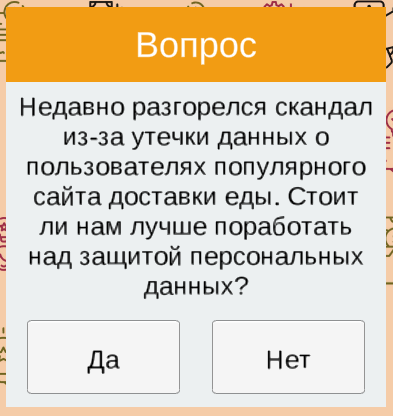 Вопрос
Недавно разгорелся скандал
из-за утечки данных о
пользователях популярного
сайта доставки еды. Стоит
ли нам лучше поработать
над защитой персональных
данных?
Да
Нет